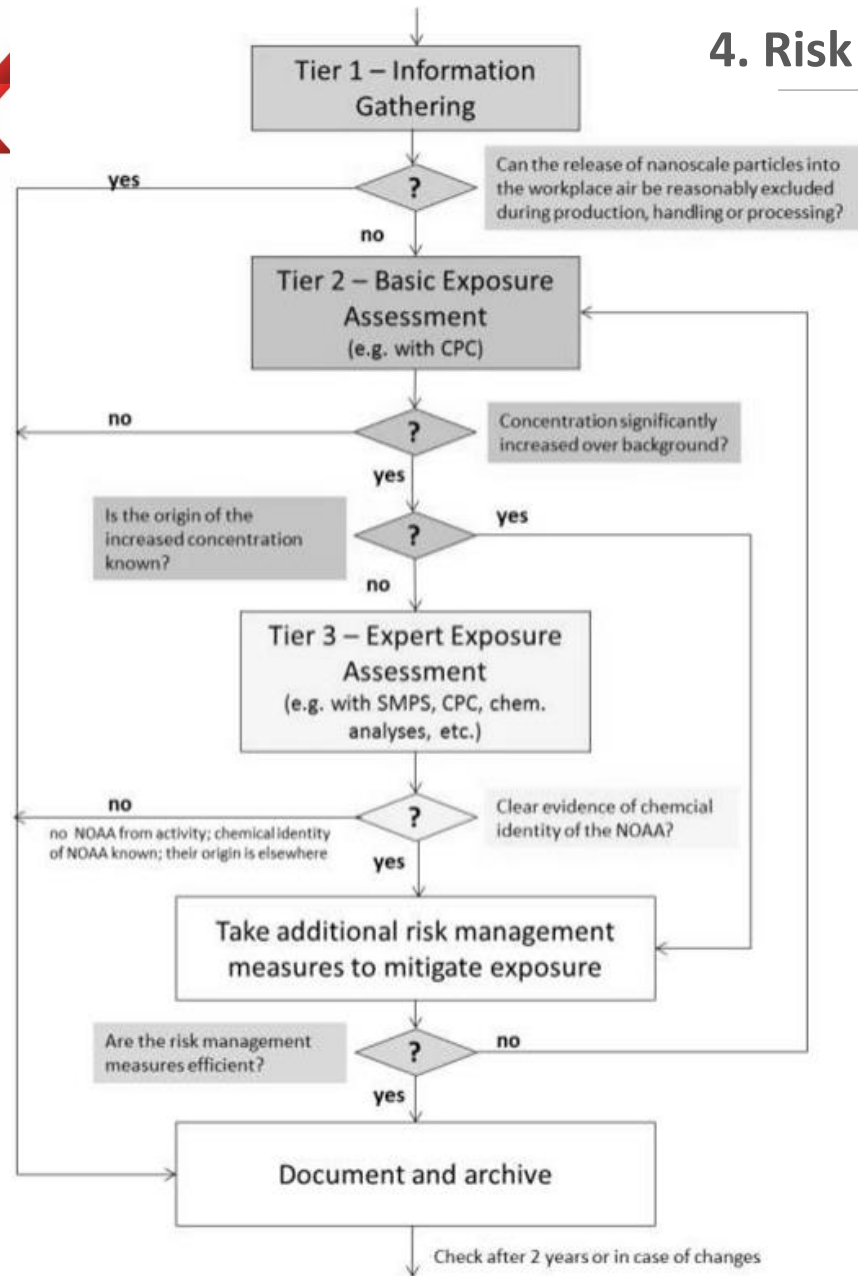 4. Risk
Tier 1 – Information
Gathering
Can the release of nanoscale particles into
the workplace air be reasonably excluded
during production, handling or processing?
yes
?
no
Tier 2 – Basic Exposure
Assessment
(e.g. with CPC)
no
?
Concentration significantly
increased over background?
yes
Is the origin of the
increased concentration
known?
?
yes
no
Tier 3 – Expert Exposure
Assessment
(e.g. with SMPS, CPC, chem.
analyses, etc.)
no
?
Clear evidence of chemcial
identity of the NOAA?
no NOAA from activity; chemical identity
of NOAA known; their origin is elsewhere
yes
Take additional risk management
measures to mitigate exposure
Are the risk management
measures efficient?
?
no
yes
Document and archive
Check after 2 years or in case of changes